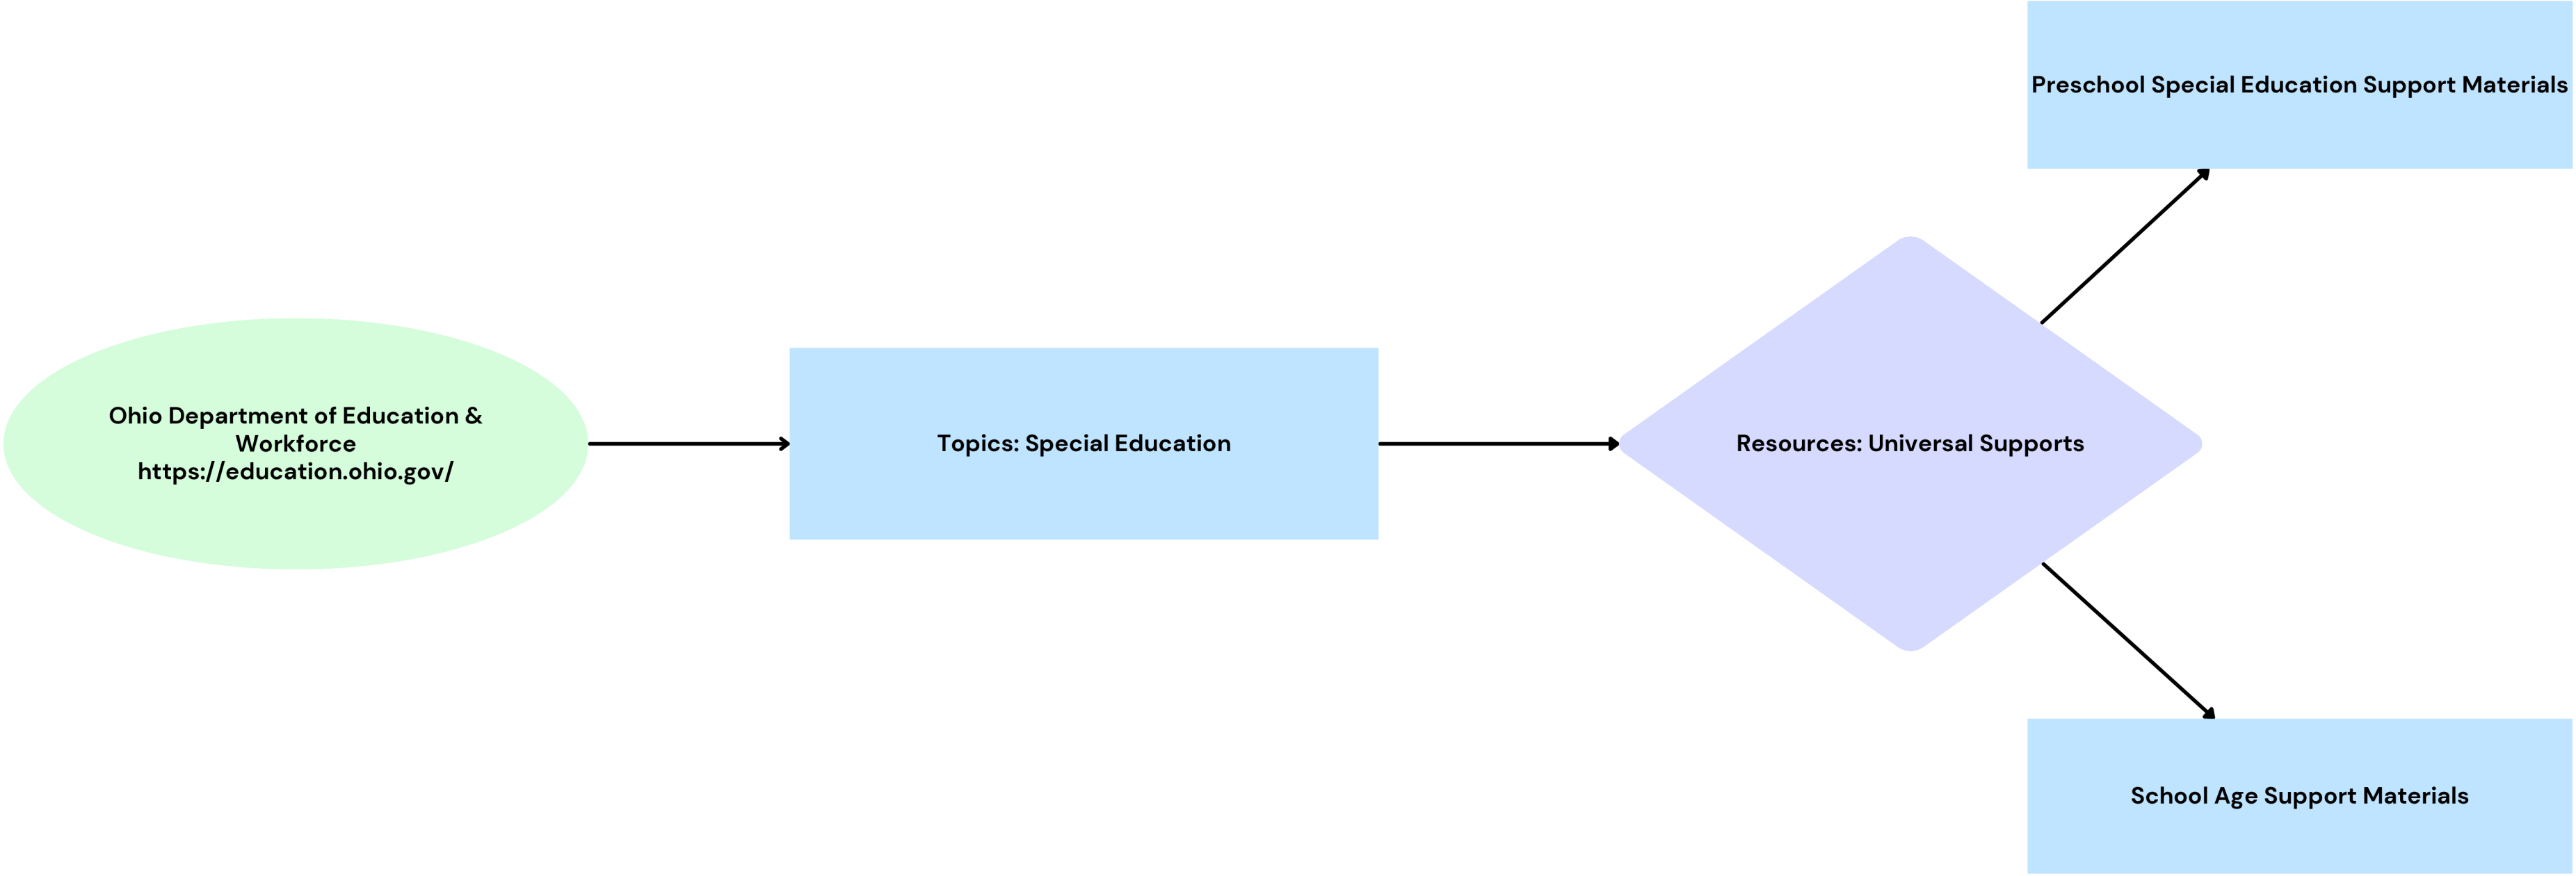 Preschool Special Education Support Materials
Ohio Department of Education &
Workforce
https://education.ohio.gov/
Topics: Special Education
Resources: Universal Supports
School Age Support Materials